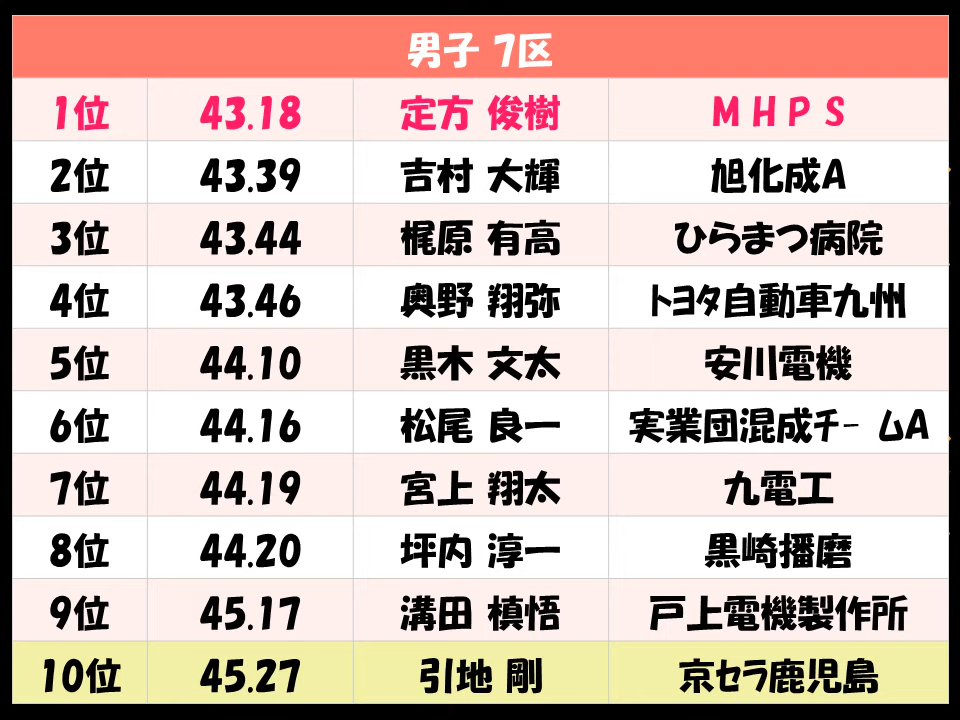 男子 7区
1位 43.18 定方 俊樹 ＭＨＰＳ
2位 43.39 吉村 大輝 旭化成A
3位 43.44 梶原 有高 ひらまつ病院
4位 43.46 奥野 翔弥 ﾄﾖﾀ自動車九州
5位 44.10 黒木 文太 安川電機
6位 44.16 松尾 良一 実業団混成ﾁｰﾑA
7位 44.19 宮上 翔太 九電工
8位 44.20 坪内 淳一 黒崎播磨
9位 45.17 溝田 槙悟 戸上電機製作所
10位 45.27 引地 剛 京ｾﾗ鹿児島